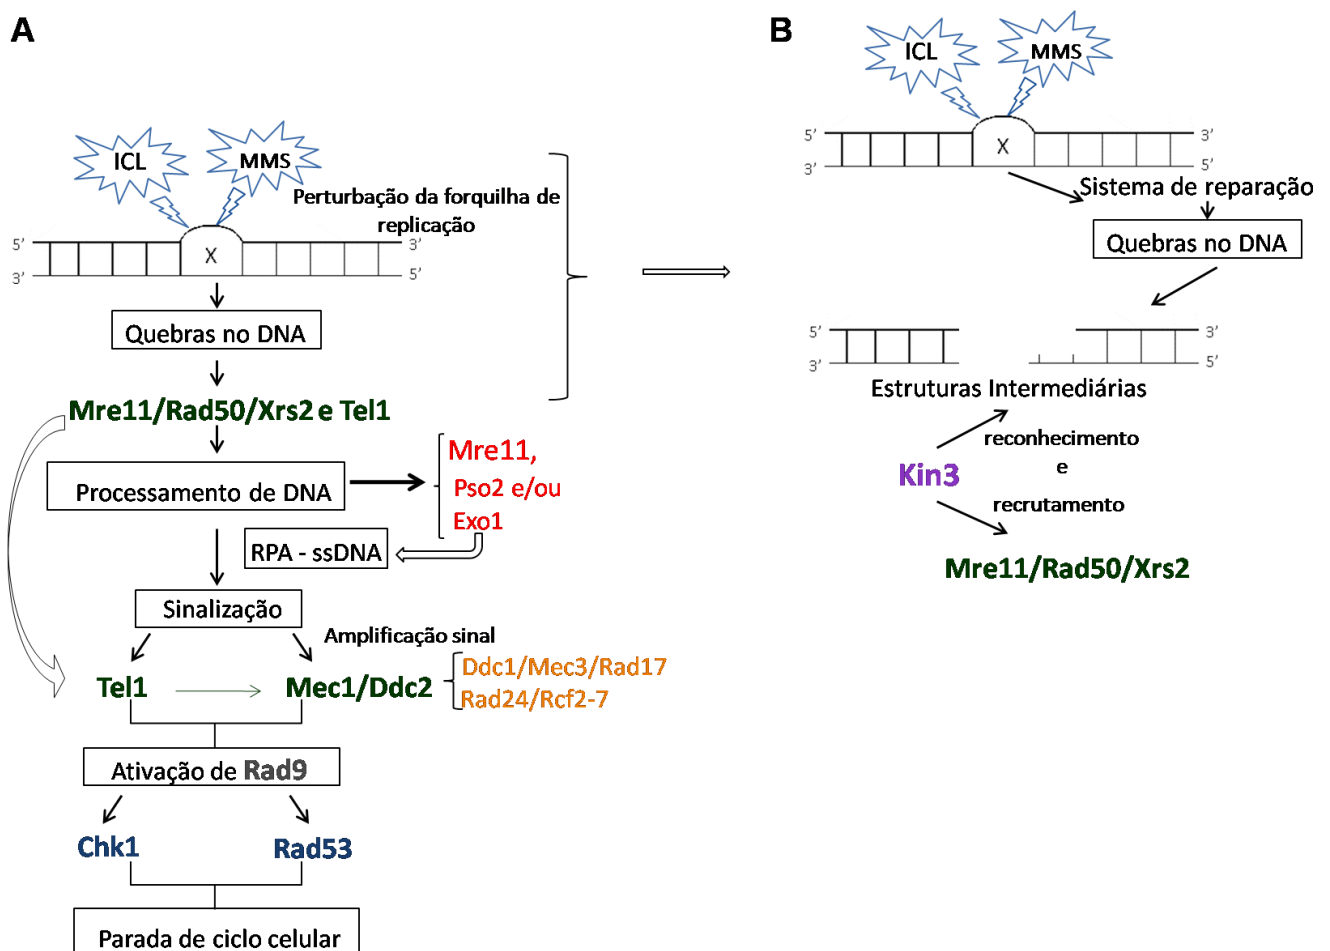 A
ICL
MMS
Perturbação da forquilha de
replicação
5'
3'
X
3'
5'
Quebras no DNA
Mre11/Rad50/Xrs2 e Tel1
Processamento de DNA
Mre11,
Pso2 e/ou
Exo1
RPA - ssDNA
Sinalização
Amplificação sinal
Tel1
Mec1/Ddc2
Ddc1/Mec3/Rad17
Rad24/Rcf2-7
Ativação de Rad9
Chk1
Rad53
Parada de ciclo celular
B
ICL
MMS
5'
3'
X
3'
5'
Sistema de reparação
Quebras no DNA
5'
3'
3'
5'
Estruturas Intermediárias
reconhecimento
e
Kin3
recrutamento
Mre11/Rad50/Xrs2